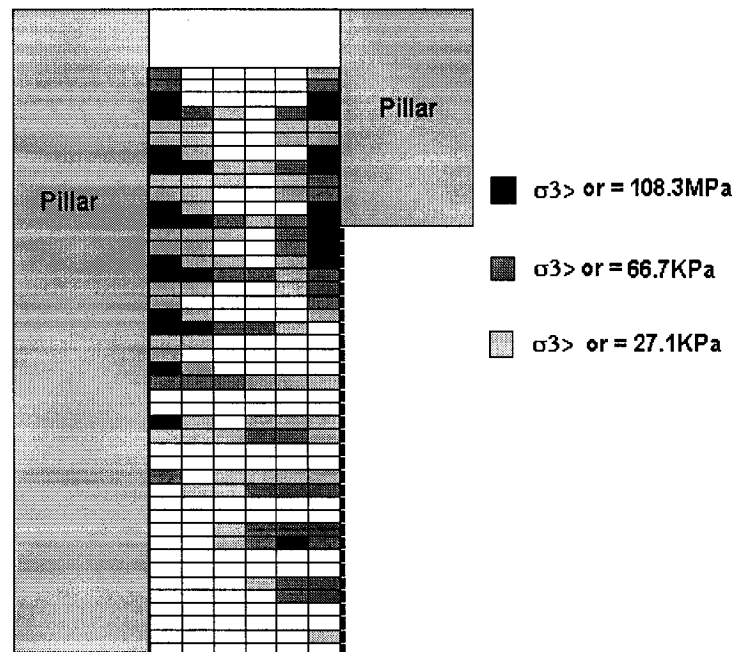 Pillar
Pillar
σ3> or = 108.3MPa
σ3> or = 66.7KPa
σ3> or = 27.1KPa